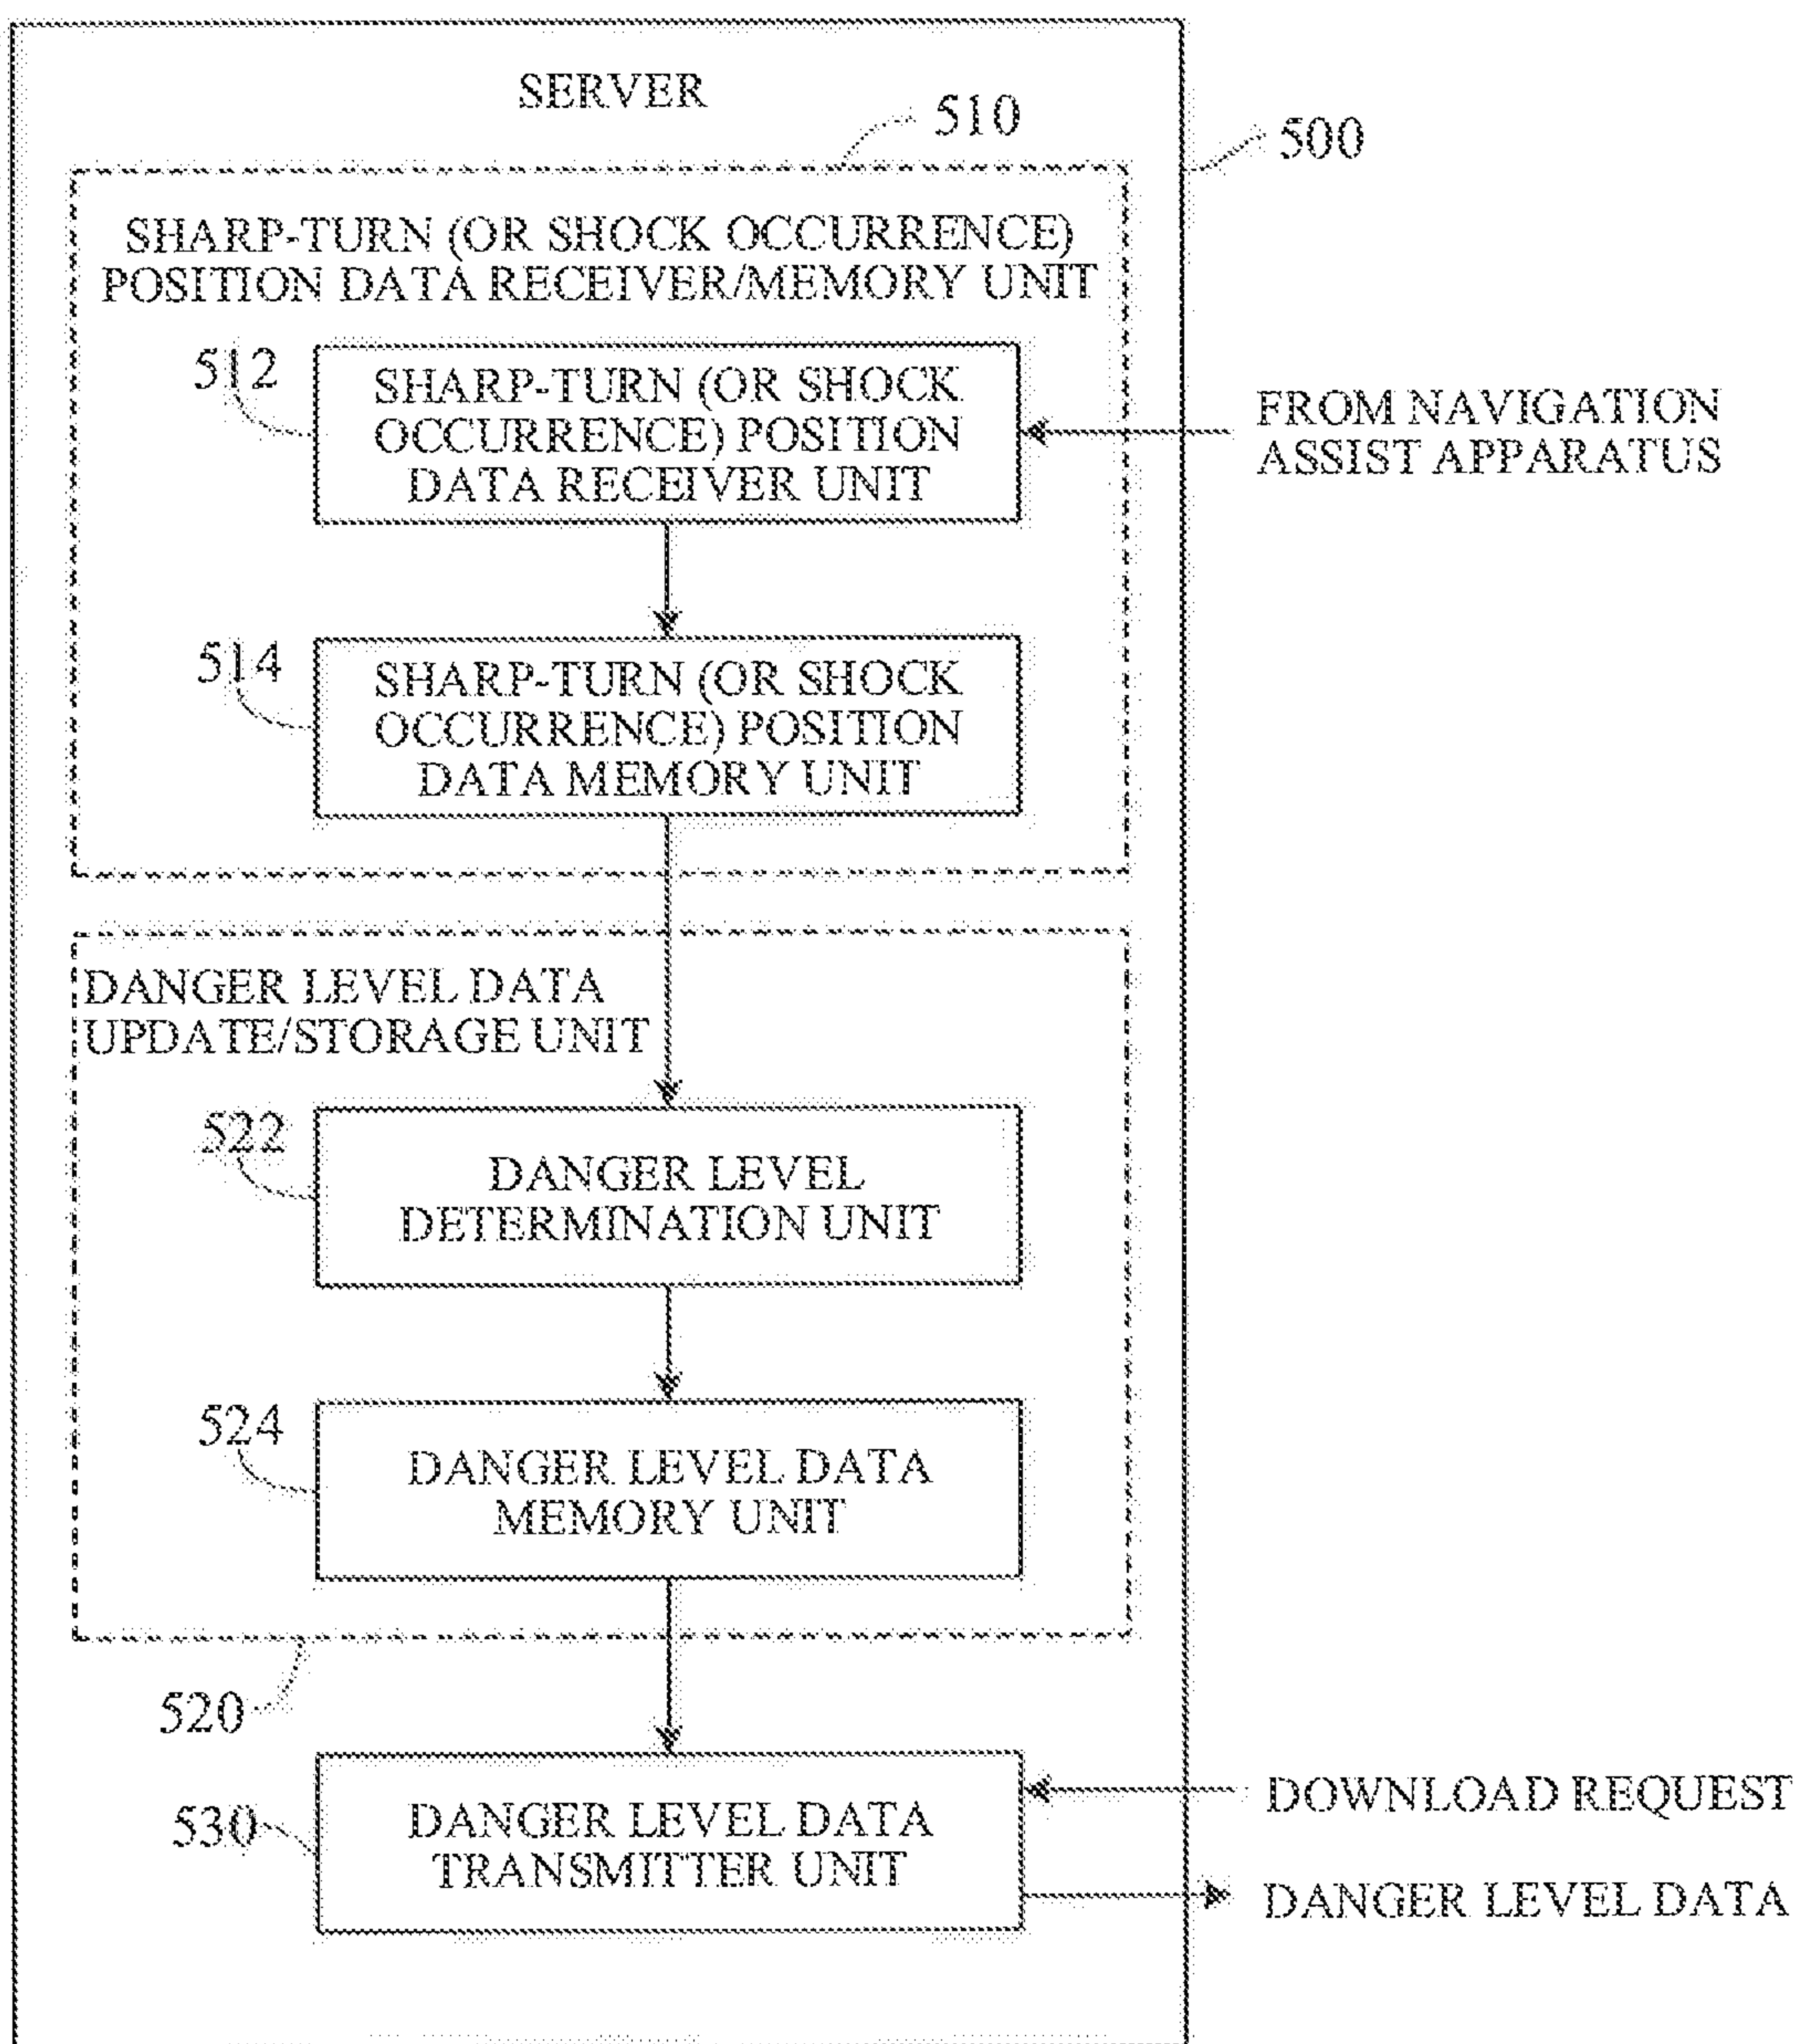 SERVER
510
500
SHARP-TURN (OR SHOCK OCCURRENCE)
POSITION DATA RECEIVER/MEMORY UNIT
512
SHARP-TURN (OR SHOCK
OCCURRENCE) POSITION
DATA RECEIVER UNIT
FROM NAVIGATION
ASSIST APPARATUS
514
SHARP-TURN (OR SHOCK
OCCURRENCE) POSITION
DATA MEMORY UNIT
DANGER LEVEL DATA
UPDATE/STORAGE UNIT
522
DANGER LEVEL
DETERMINATION UNIT
524
DANGER LEVEL DATA
MEMORY UNIT
520
530
DANGER LEVEL DATA
TRANSMITTER UNIT
DOWNLOAD REQUEST
DANGER LEVEL DATA